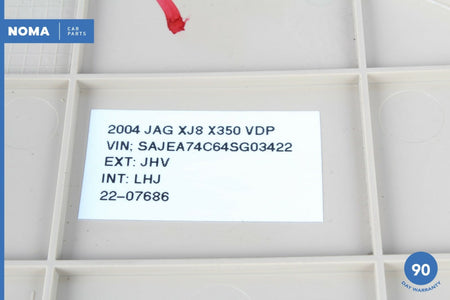 NOMA CAR
PARTS
2004 JAG XJ8 X350 VDP
VIN; SAJEA74C64SG03422
EXT: JHV
INT: LHJ
22-07686
90
DAY WARRANTY